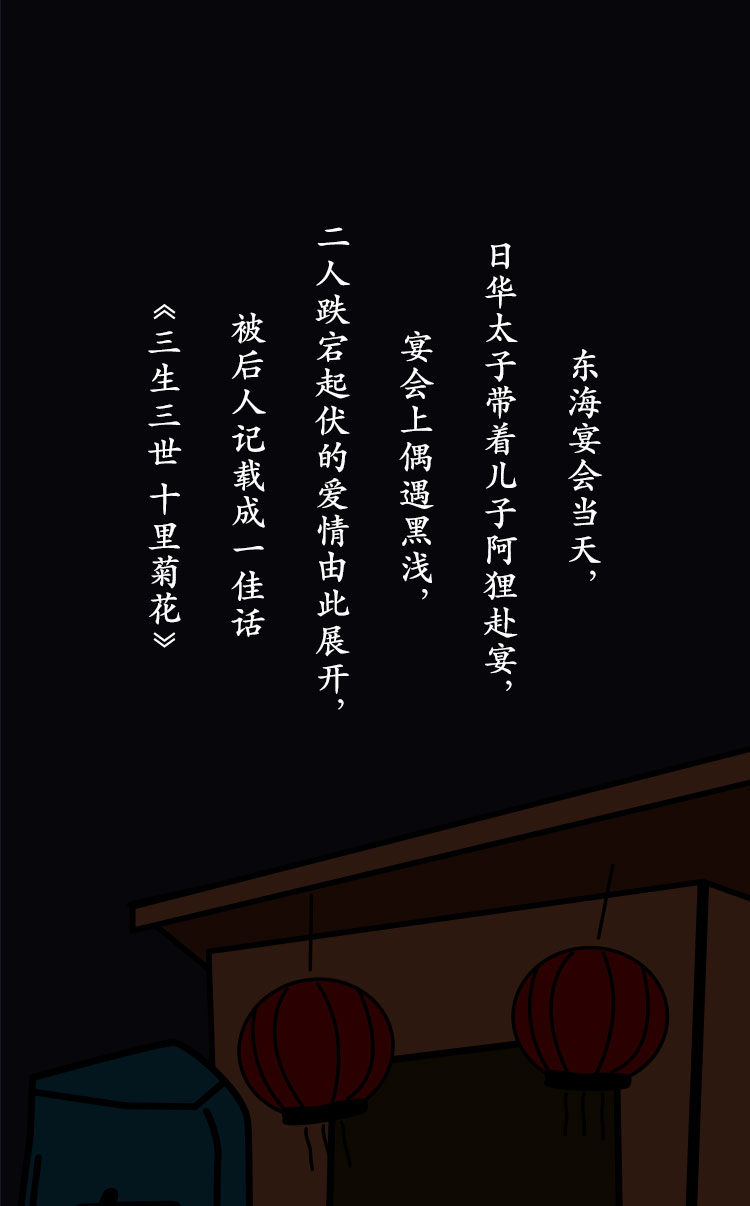 东海宴会当天，
日华太子带着儿子阿狸赴宴，
宴会上偶遇黑浅，
二人跌宕起伏的爱情由此展开，
被后人记载成一佳话
《三生三世 十里菊花》